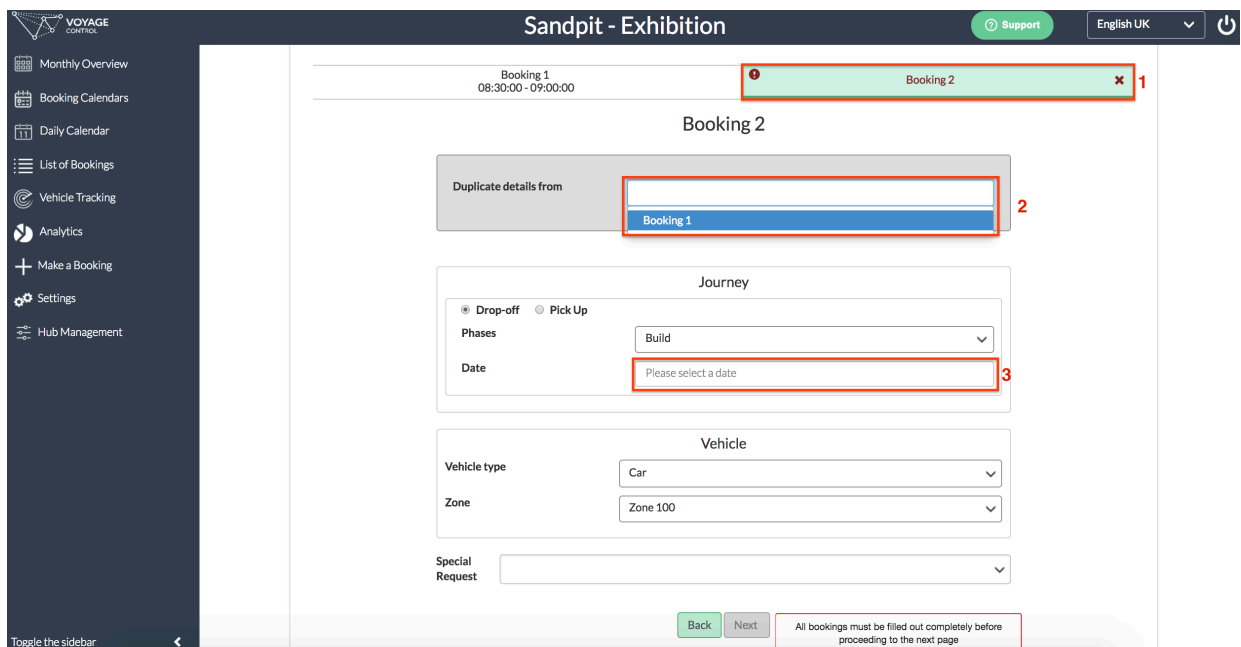 VOYAGE
CONTROL
Sandpit - Exhibition
Support
English UK
Monthly Overview
Booking Calendars
11
Daily Calendar
List of Bookings
Vehicle Tracking
Analytics
Make a Booking
Settings
Hub Management
Toggle the sidebar
Booking 1
08:30:00 - 09:00:00
Booking 2
1
Booking 2
Duplicate details from
Booking 1
2
Journey
Drop-off Pick Up
Phases
Build
Date
Please select a date
3
Vehicle
Vehicle type
Car
Zone
Zone 100
Special
Request
Back
Next
All bookings must be filled out completely before
proceeding to the next page